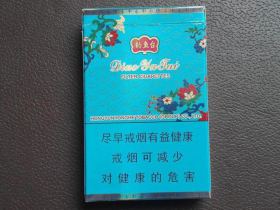 钓鱼台
Diao Yu Tai
FILTER CIGARETTES
尽早戒烟有益健康
戒烟可减少
对健康的危害